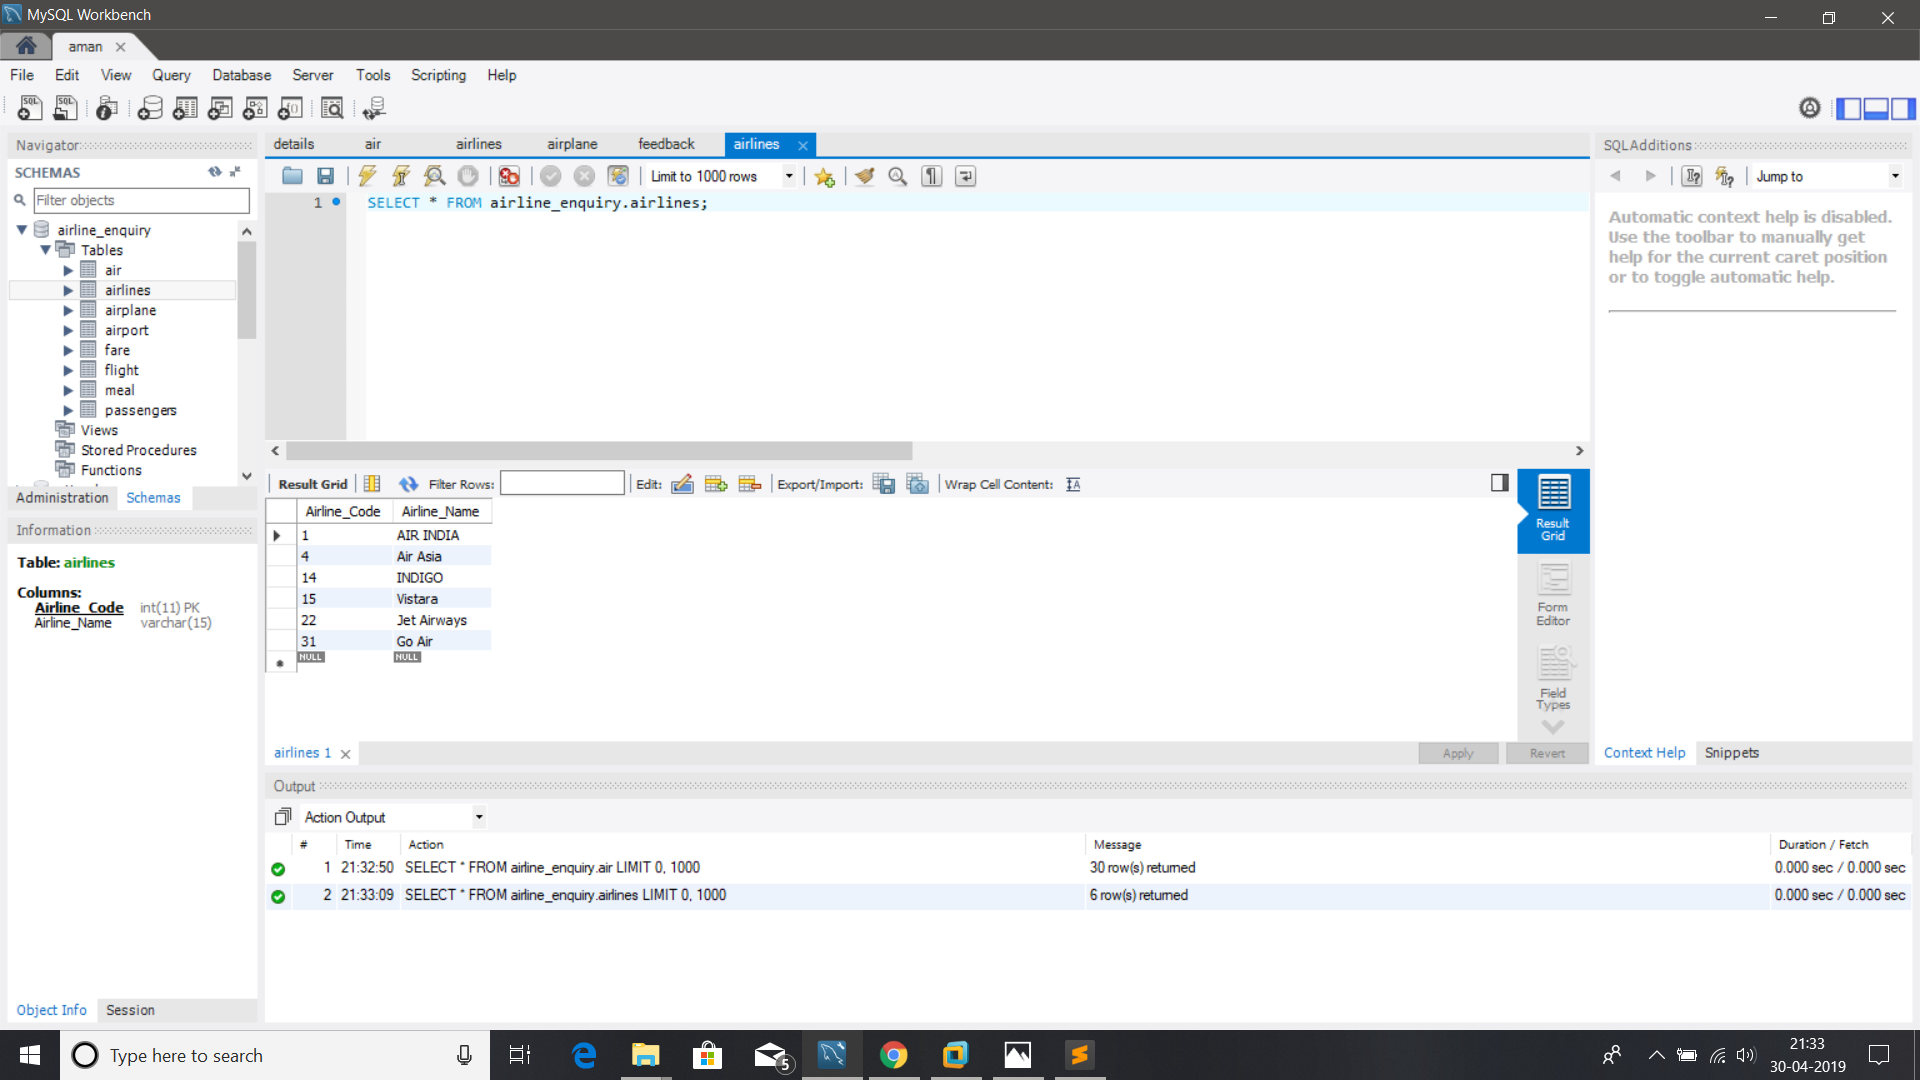 MySQL Workbench
aman
File Edit View Query Database Server Tools Scripting Help
Navigator
SCHEMAS
Filter objects
airline_enquiry
Tables
air
airlines
airplane
airport
fare
flight
meal
passengers
Views
Stored Procedures
Functions
Administration Schemas
Information
Table: airlines
Columns:
Airline_Code int(11) PK
Airline_Name varchar(15)
Object Info Session
details air airlines airplane feedback airlines
Limit to 1000 rows
1 SELECT * FROM airline_enquiry.airlines;
Result Grid Filter Rows: Edit: Export/Import: Wrap Cell Content:
Airline_Code Airline_Name
1 AIR INDIA
4 Air Asia
14 INDIGO
15 Vistara
22 Jet Airways
31 Go Air
NULL NULL
Result Grid
Form Editor
Field Types
airlines 1
Apply Revert
SQLAdditions
Jump to
Automatic context help is disabled.
Use the toolbar to manually get
help for the current caret position
or to toggle automatic help.
Context Help Snippets
Output
Action Output
# Time Action Message Duration / Fetch
1 21:32:50 SELECT * FROM airline_enquiry.air LIMIT 0, 1000 30 row(s) returned 0.000 sec / 0.000 sec
2 21:33:09 SELECT * FROM airline_enquiry.airlines LIMIT 0, 1000 6 row(s) returned 0.000 sec / 0.000 sec
Type here to search
5
21:33
30-04-2019